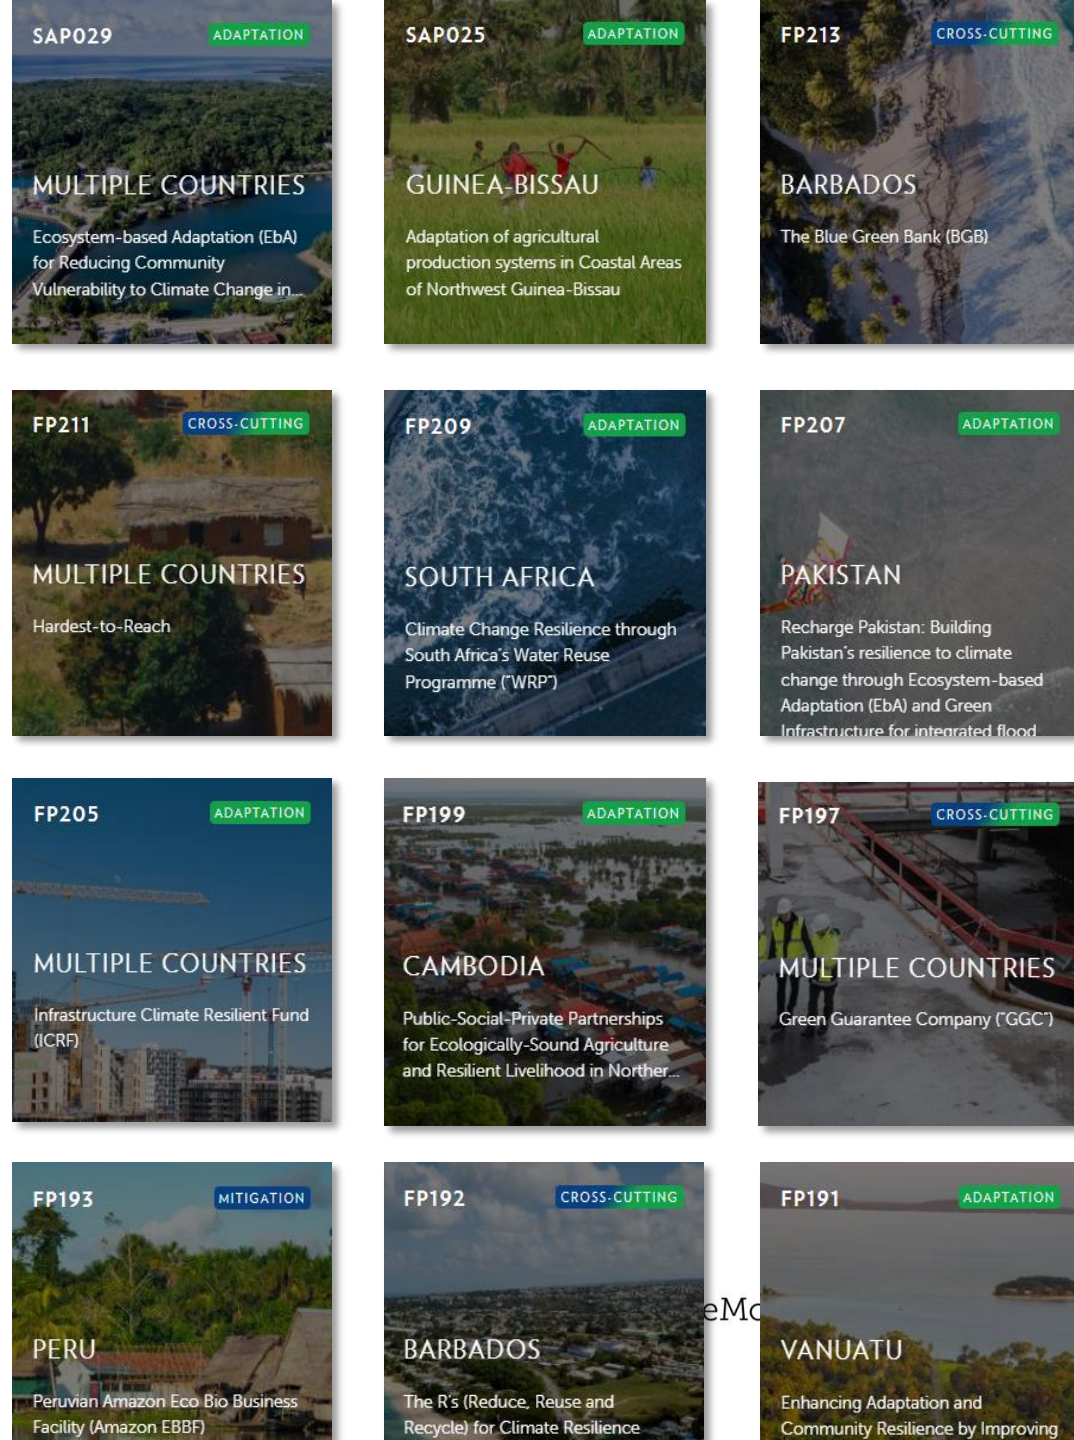 SAP029
ADAPTATION
MULTIPLE COUNTRIES
Ecosystem-based Adaptation (EbA)
for Reducing Community
Vulnerability to Climate Change in...
SAP025
ADAPTATION
GUINEA-BISSAU
Adaptation of agricultural
production systems in Coastal Areas
of Northwest Guinea-Bissau
FP213
CROSS-CUTTING
BARBADOS
The Blue Green Bank (BGB)
FP211
CROSS-CUTTING
MULTIPLE COUNTRIES
Hardest-to-Reach
FP209
ADAPTATION
SOUTH AFRICA
Climate Change Resilience through
South Africa's Water Reuse
Programme ("WRP")
FP207
ADAPTATION
PAKISTAN
Recharge Pakistan: Building
Pakistan's resilience to climate
change through Ecosystem-based
Adaptation (EbA) and Green
Infrastructure for integrated flood
FP205
ADAPTATION
MULTIPLE COUNTRIES
Infrastructure Climate Resilient Fund
(ICRF)
FP199
ADAPTATION
CAMBODIA
Public-Social-Private Partnerships
for Ecologically-Sound Agriculture
and Resilient Livelihood in Norther...
FP197
CROSS-CUTTING
MULTIPLE COUNTRIES
Green Guarantee Company ("GGC")
FP193
MITIGATION
PERU
Peruvian Amazon Eco Bio Business
Facility (Amazon EBBF)
FP192
CROSS-CUTTING
BARBADOS
The R's (Reduce, Reuse and
Recycle) for Climate Resilience
eMo
FP191
ADAPTATION
VANUATU
Enhancing Adaptation and
Community Resilience by Improving